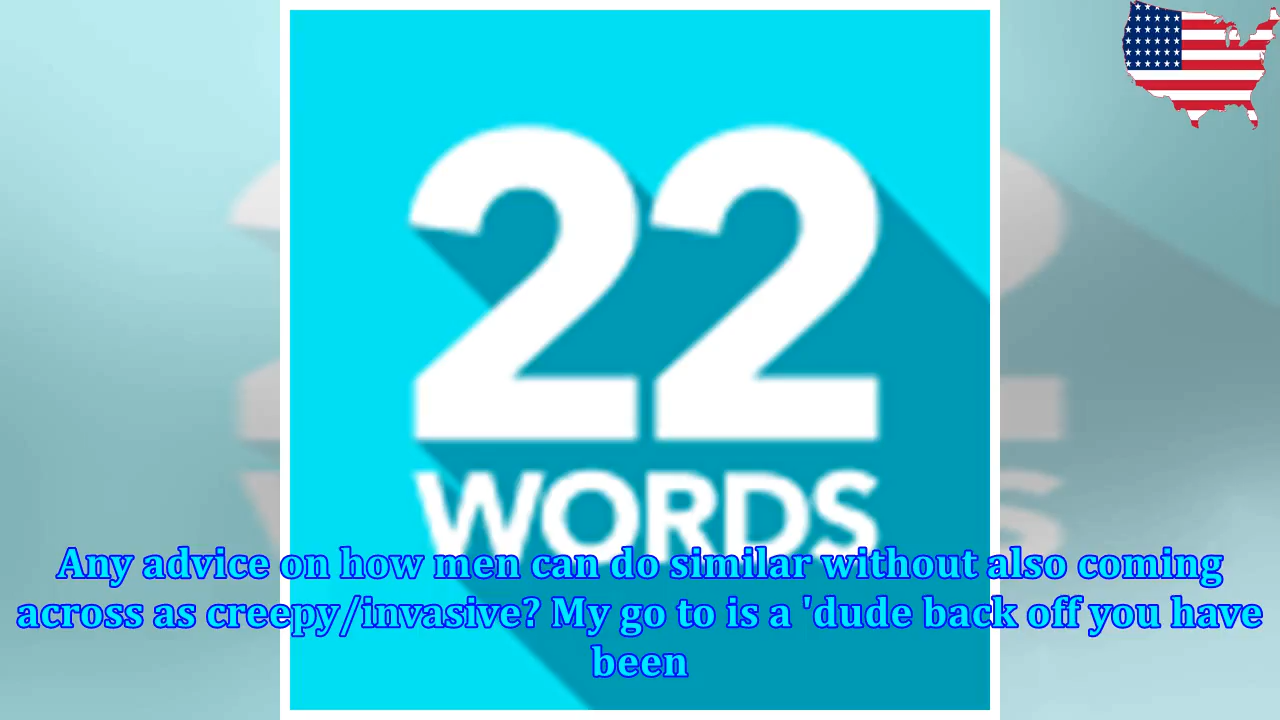 22
WORDS
Any advice on how men can do similar without also coming
across as creepy/invasive? My go to is a 'dude back off you have
been